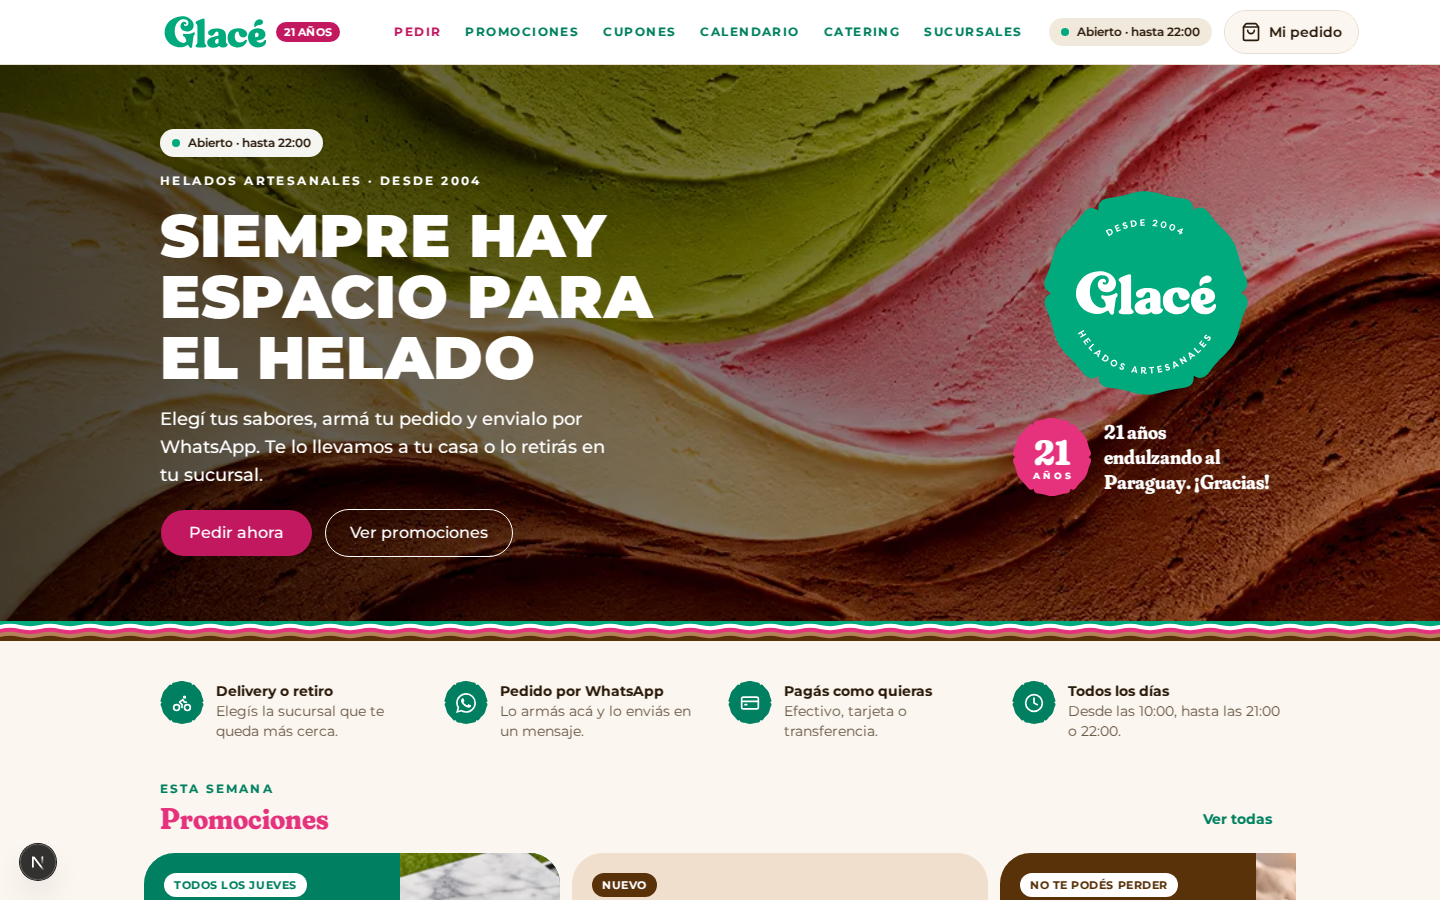 Glacé
21 AÑOS
PEDIR
PROMOCIONES
CUPONES
CALENDARIO
CATERING
SUCURSALES
Abierto · hasta 22:00
Mi pedido
Abierto · hasta 22:00
HELADOS ARTESANALES · DESDE 2004
SIEMPRE HAY
ESPACIO PARA
EL HELADO
Elegí tus sabores, armá tu pedido y envialo por
WhatsApp. Te lo llevamos a tu casa o lo retirás en
tu sucursal.
Pedir ahora
Ver promociones
DESDE 2004
Glacé
HELADOS ARTESANALES
21
AÑOS
21 años
endulzando al
Paraguay. ¡Gracias!
Delivery o retiro
Elegís la sucursal que te
queda más cerca.
Pedido por WhatsApp
Lo armás acá y lo enviás en
un mensaje.
Pagás como quieras
Efectivo, tarjeta o
transferencia.
Todos los días
Desde las 10:00, hasta las 21:00
o 22:00.
ESTA SEMANA
Promociones
Ver todas
N
TODOS LOS JUEVES
NUEVO
NO TE PODÉS PERDER